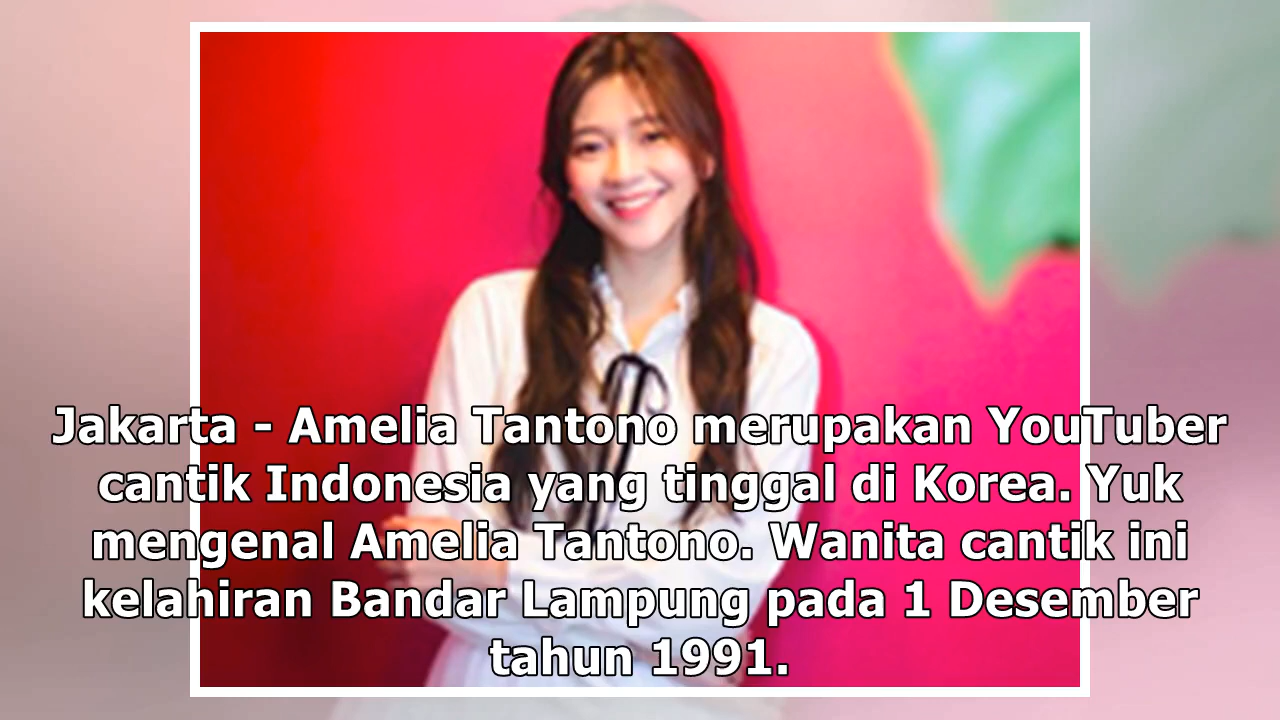 Jakarta - Amelia Tantono merupakan YouTuber
cantik Indonesia yang tinggal di Korea. Yuk
mengenal Amelia Tantono. Wanita cantik ini
kelahiran Bandar Lampung pada 1 Desember
tahun 1991.